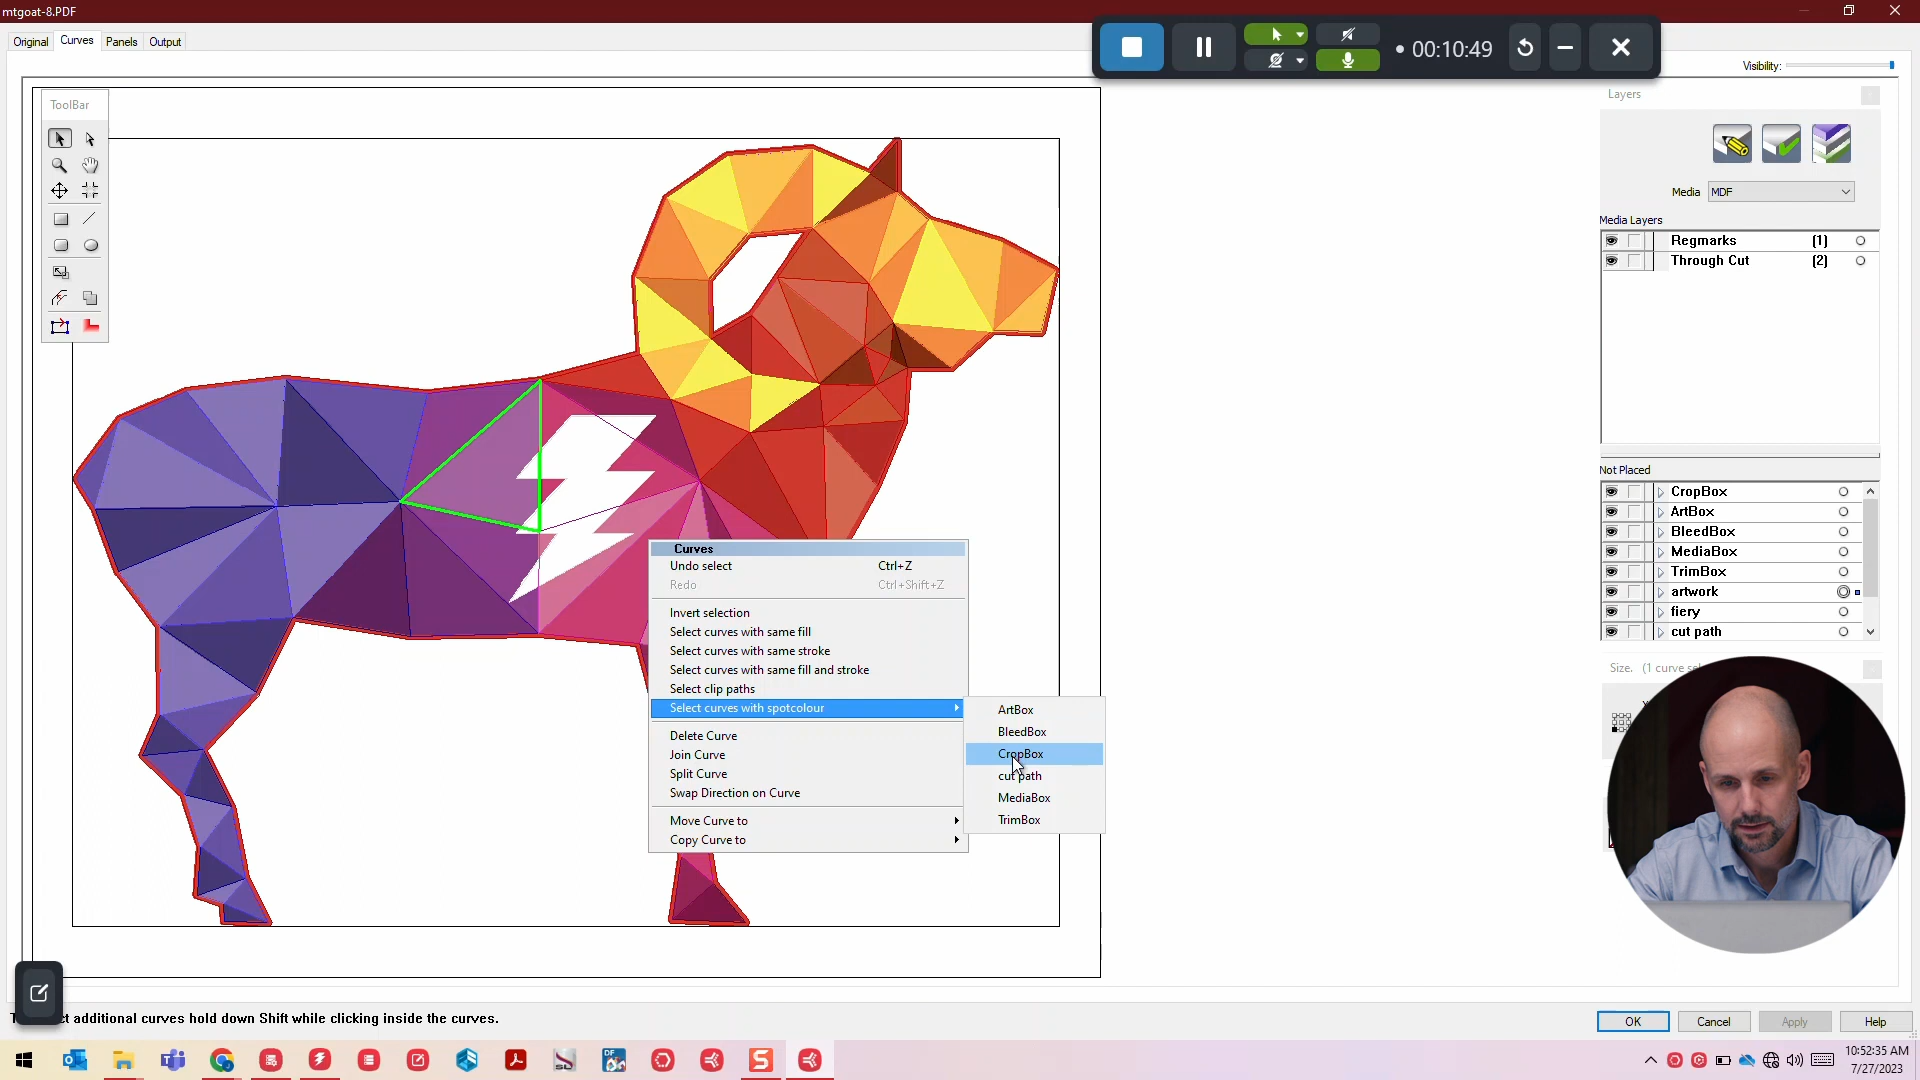 mtgoat-8.PDF
Original
Curves
Panels
Output
00:10:49
Visibility:
ToolBar
Layers
Media
MDF
Media Layers
Regmarks (1)
Through Cut (2)
Not Placed
CropBox
ArtBox
BleedBox
MediaBox
TrimBox
artwork
fiery
cut path
Size.
Curves
Undo select Ctrl+Z
Redo Ctrl+Shift+Z
Invert selection
Select curves with same fill
Select curves with same stroke
Select curves with same fill and stroke
Select clip paths
Select curves with spotcolour
Delete Curve
Join Curve
Split Curve
Swap Direction on Curve
Move Curve to
Copy Curve to
ArtBox
BleedBox
CropBox
cut path
MediaBox
TrimBox
additional curves hold down Shift while clicking inside the curves.
OK
Cancel
Apply
Help
DF
S
10:52:35 AM
7/27/2023